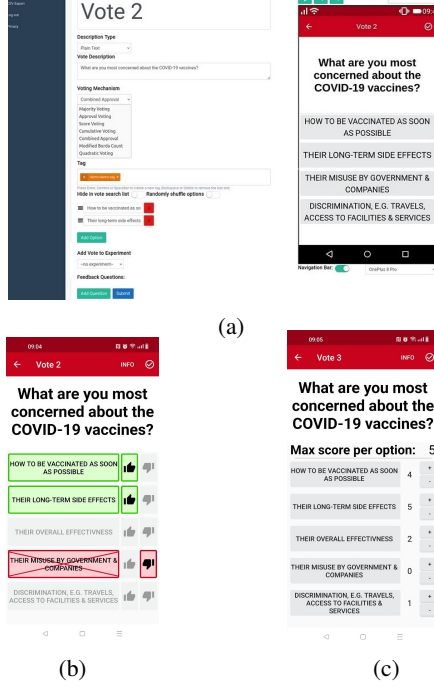 CSV Export
Log out
Privacy
Vote 2
Description Type
Plain Text
Vote Description
What are you most concerned about the COVID-19 vaccines?
Voting Mechanism
Combined Approval
Majority Voting
Approval Voting
Score Voting
Cumulative Voting
Combined Approval
Modified Borda Count
Quadratic Voting
Tag
Hide in vote search list
Randomly shuffle options
How to be vaccinated as so
Their long-term side effects
Add Option
Add Vote to Experiment
-no experiment-
Feedback Questions:
Add Question
Submit
Vote 2
What are you most
concerned about the
COVID-19 vaccines?
HOW TO BE VACCINATED AS SOON
AS POSSIBLE
THEIR LONG-TERM SIDE EFFECTS
THEIR MISUSE BY GOVERNMENT &
COMPANIES
DISCRIMINATION, E.G. TRAVELS,
ACCESS TO FACILITIES & SERVICES
Navigation Bar:
OnePlus 8 Pro
(a)
09:04
Vote 2
INFO
What are you most
concerned about the
COVID-19 vaccines?
HOW TO BE VACCINATED AS SOON
AS POSSIBLE
THEIR LONG-TERM SIDE EFFECTS
THEIR OVERALL EFFECTIVNESS
THEIR MISUSE BY GOVERNMENT &
COMPANIES
DISCRIMINATION, E.G. TRAVELS,
ACCESS TO FACILITIES & SERVICES
(b)
09:05
Vote 3
INFO
What are you most
concerned about the
COVID-19 vaccines?
Max score per option: 5
HOW TO BE VACCINATED AS SOON
AS POSSIBLE
4
+
-
THEIR LONG-TERM SIDE EFFECTS
5
+
-
THEIR OVERALL EFFECTIVNESS
2
+
-
THEIR MISUSE BY GOVERNMENT &
COMPANIES
0
+
-
DISCRIMINATION, E.G. TRAVELS,
ACCESS TO FACILITIES &
SERVICES
1
+
-
(c)